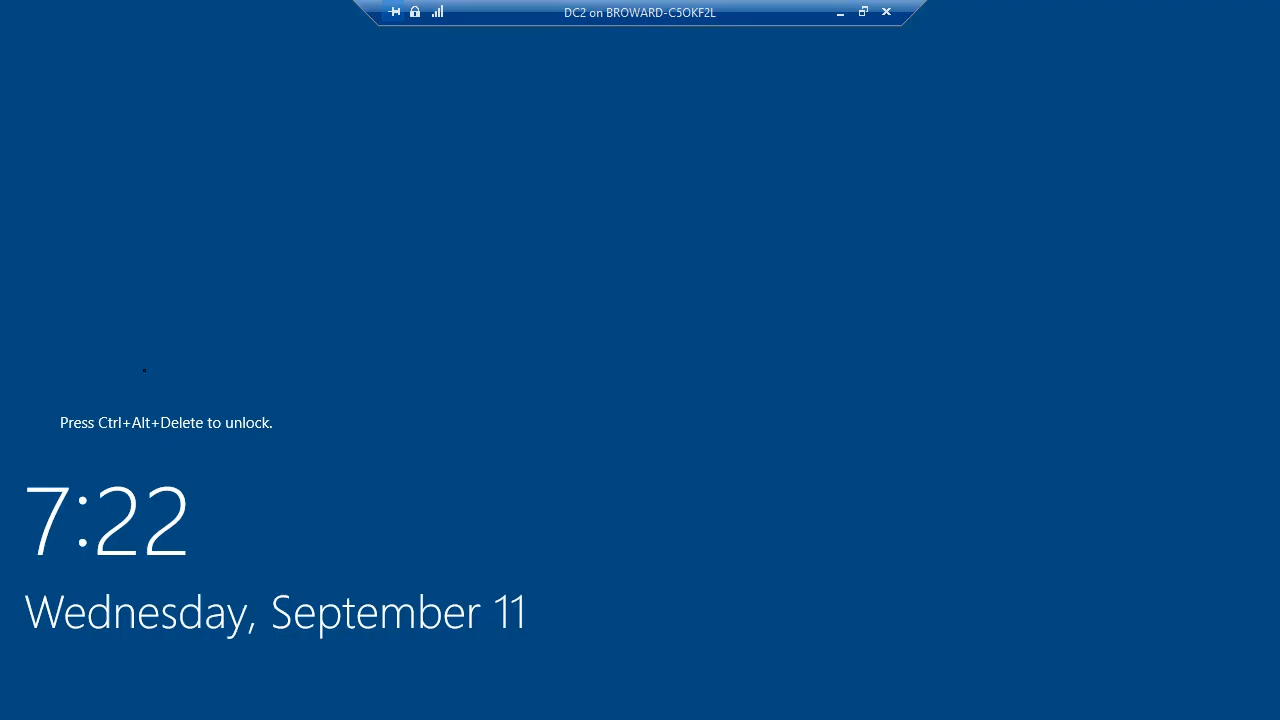 DC2 on BROWARD-C5OKF2L
Press Ctrl+Alt+Delete to unlock.
7:22
Wednesday, September 11